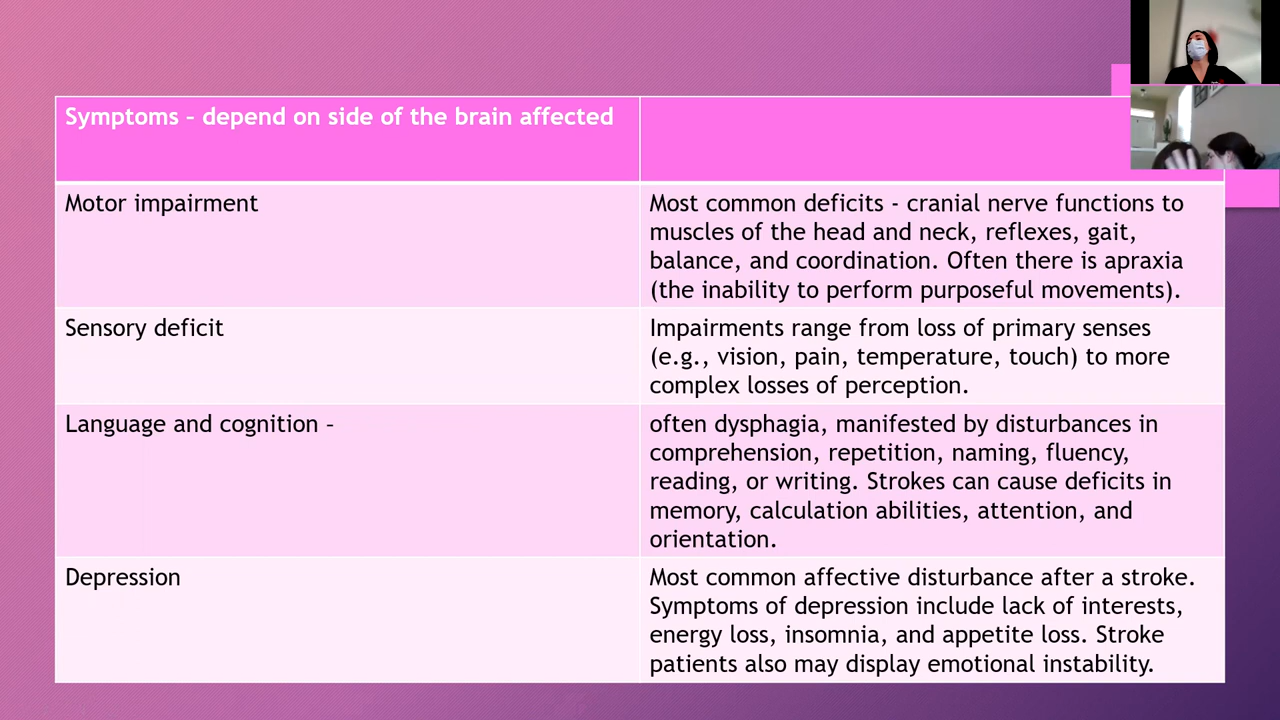 Symptoms – depend on side of the brain affected
Motor impairment
Most common deficits - cranial nerve functions to
muscles of the head and neck, reflexes, gait,
balance, and coordination. Often there is apraxia
(the inability to perform purposeful movements).
Sensory deficit
Impairments range from loss of primary senses
(e.g., vision, pain, temperature, touch) to more
complex losses of perception.
Language and cognition –
often dysphagia, manifested by disturbances in
comprehension, repetition, naming, fluency,
reading, or writing. Strokes can cause deficits in
memory, calculation abilities, attention, and
orientation.
Depression
Most common affective disturbance after a stroke.
Symptoms of depression include lack of interests,
energy loss, insomnia, and appetite loss. Stroke
patients also may display emotional instability.